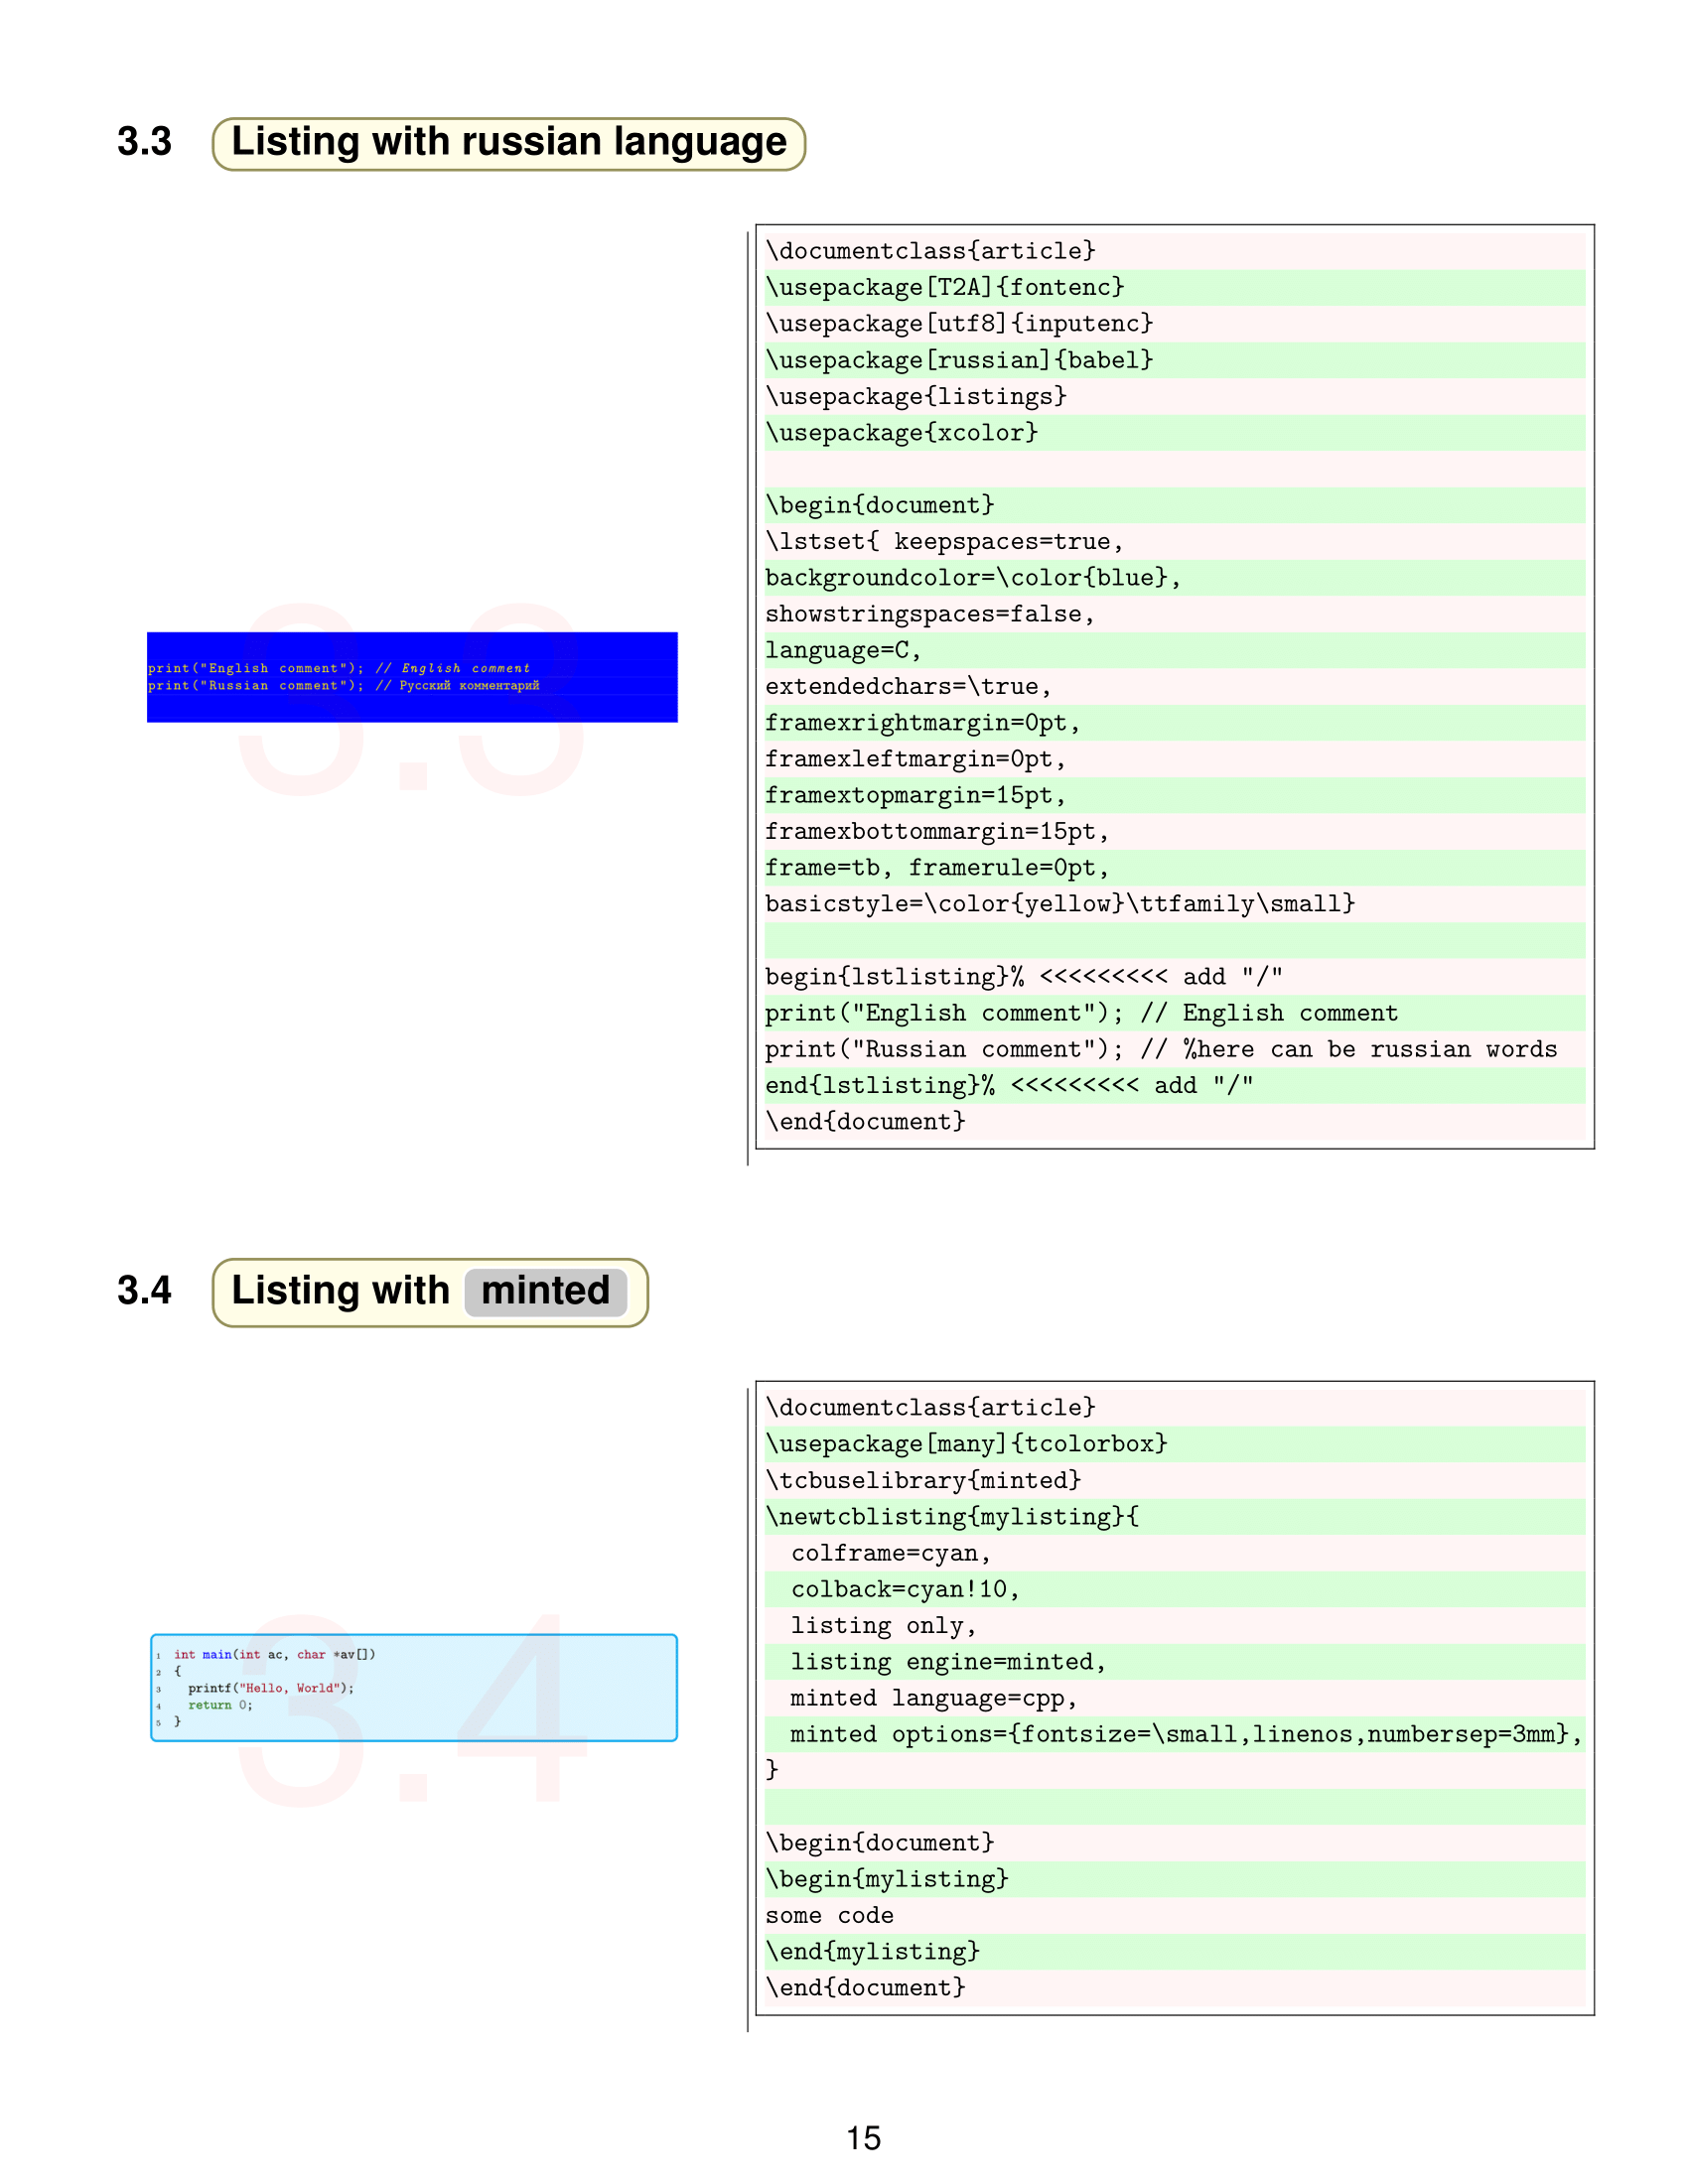 3.3 Listing with russian language
3.3
print("English comment"); // English comment
print("Russian comment"); // Русский комментарий
\documentclass{article}
\usepackage[T2A]{fontenc}
\usepackage[utf8]{inputenc}
\usepackage[russian]{babel}
\usepackage{listings}
\usepackage{xcolor}

\begin{document}
\lstset{ keepspaces=true,
backgroundcolor=\color{blue},
showstringspaces=false,
language=C,
extendedchars=\true,
framexrightmargin=0pt,
framexleftmargin=0pt,
framextopmargin=15pt,
framexbottommargin=15pt,
frame=tb, framerule=0pt,
basicstyle=\color{yellow}\ttfamily\small}

begin{lstlisting}% <<<<<<<<< add "/"
print("English comment"); // English comment
print("Russian comment"); // %here can be russian words
end{lstlisting}% <<<<<<<<< add "/"
\end{document}
3.4 Listing with minted
3.4
1 int main(int ac, char *av[])
2 {
3   printf("Hello, World");
4   return 0;
5 }
\documentclass{article}
\usepackage[many]{tcolorbox}
\tcbuselibrary{minted}
\newtcblisting{mylisting}{
  colframe=cyan,
  colback=cyan!10,
  listing only,
  listing engine=minted,
  minted language=cpp,
  minted options={fontsize=\small,linenos,numbersep=3mm},
}

\begin{document}
\begin{mylisting}
some code
\end{mylisting}
\end{document}
15